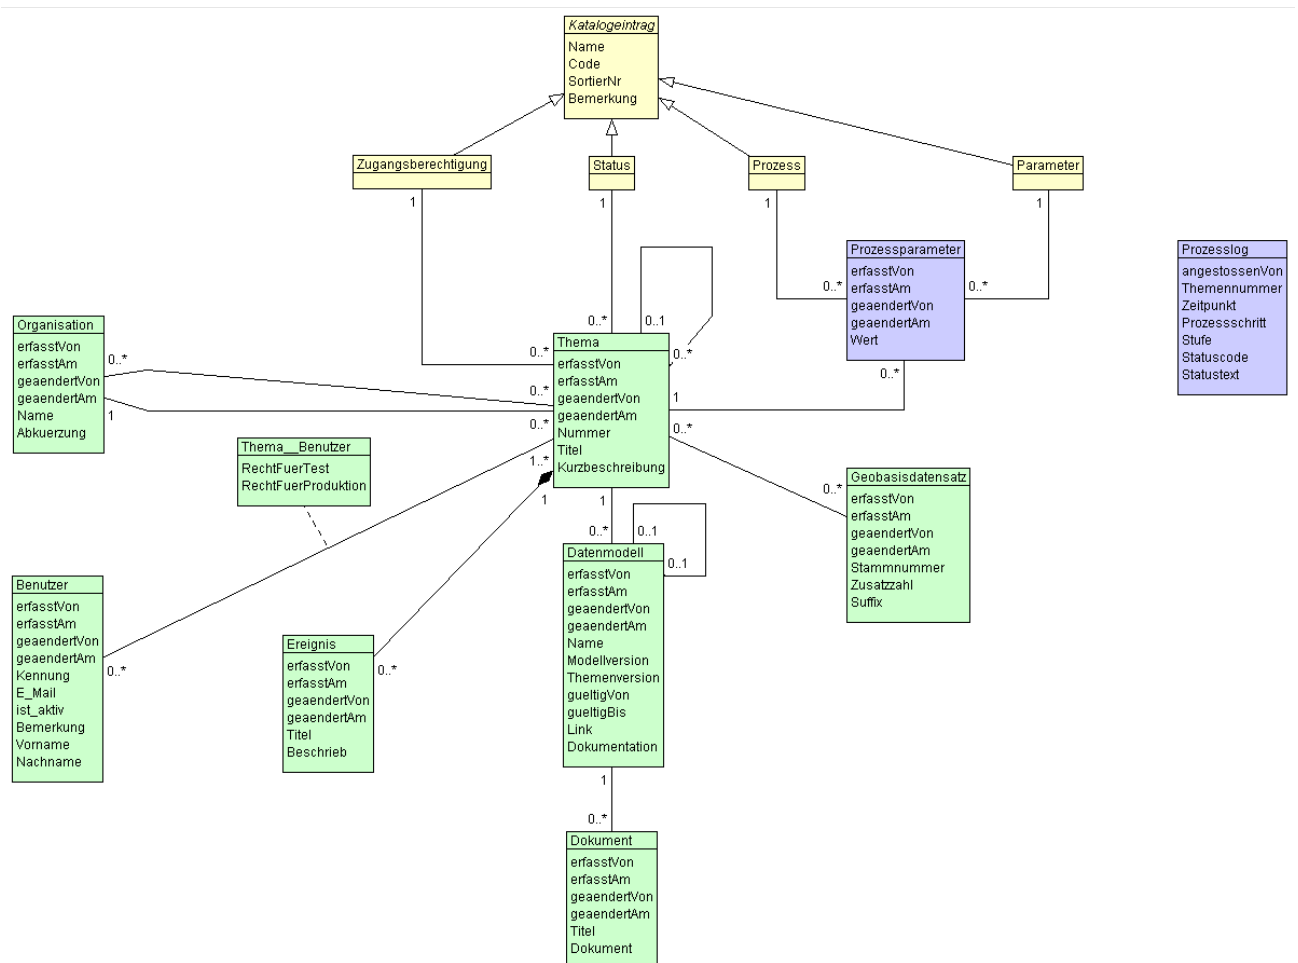 Katalogeintrag
Name
Code
SortierNr
Bemerkung
Zugangsberechtigung
Status
Prozess
Parameter
1
1
1
1
Prozessparameter
erfasstVon
erfasstAm
geaendertVon
geaendertAm
Wert
0..*
0..*
0..*
Prozesslog
angestossenVon
Themennummer
Zeitpunkt
Prozessschritt
Stufe
Statuscode
Statustext
Organisation
erfasstVon
erfasstAm
geaendertVon
geaendertAm
Name
Abkuerzung
0..*
1
0..*
0..1
0..*
0..*
0..*
0..*
1..*
1
Thema
erfasstVon
erfasstAm
geaendertVon
geaendertAm
Nummer
Titel
Kurzbeschreibung
1
0..*
1
Thema__Benutzer
RechtFuerTest
RechtFuerProduktion
Geobasisdatensatz
erfasstVon
erfasstAm
geaendertVon
geaendertAm
Stammnummer
Zusatzzahl
Suffix
0..*
0..*
0..1
0..1
Datenmodell
erfasstVon
erfasstAm
geaendertVon
geaendertAm
Name
Modellversion
Themenversion
gueltigVon
gueltigBis
Link
Dokumentation
1
Benutzer
erfasstVon
erfasstAm
geaendertVon
geaendertAm
Kennung
E_Mail
ist_aktiv
Bemerkung
Vorname
Nachname
0..*
Ereignis
erfasstVon
erfasstAm
geaendertVon
geaendertAm
Titel
Beschrieb
0..*
0..*
Dokument
erfasstVon
erfasstAm
geaendertVon
geaendertAm
Titel
Dokument